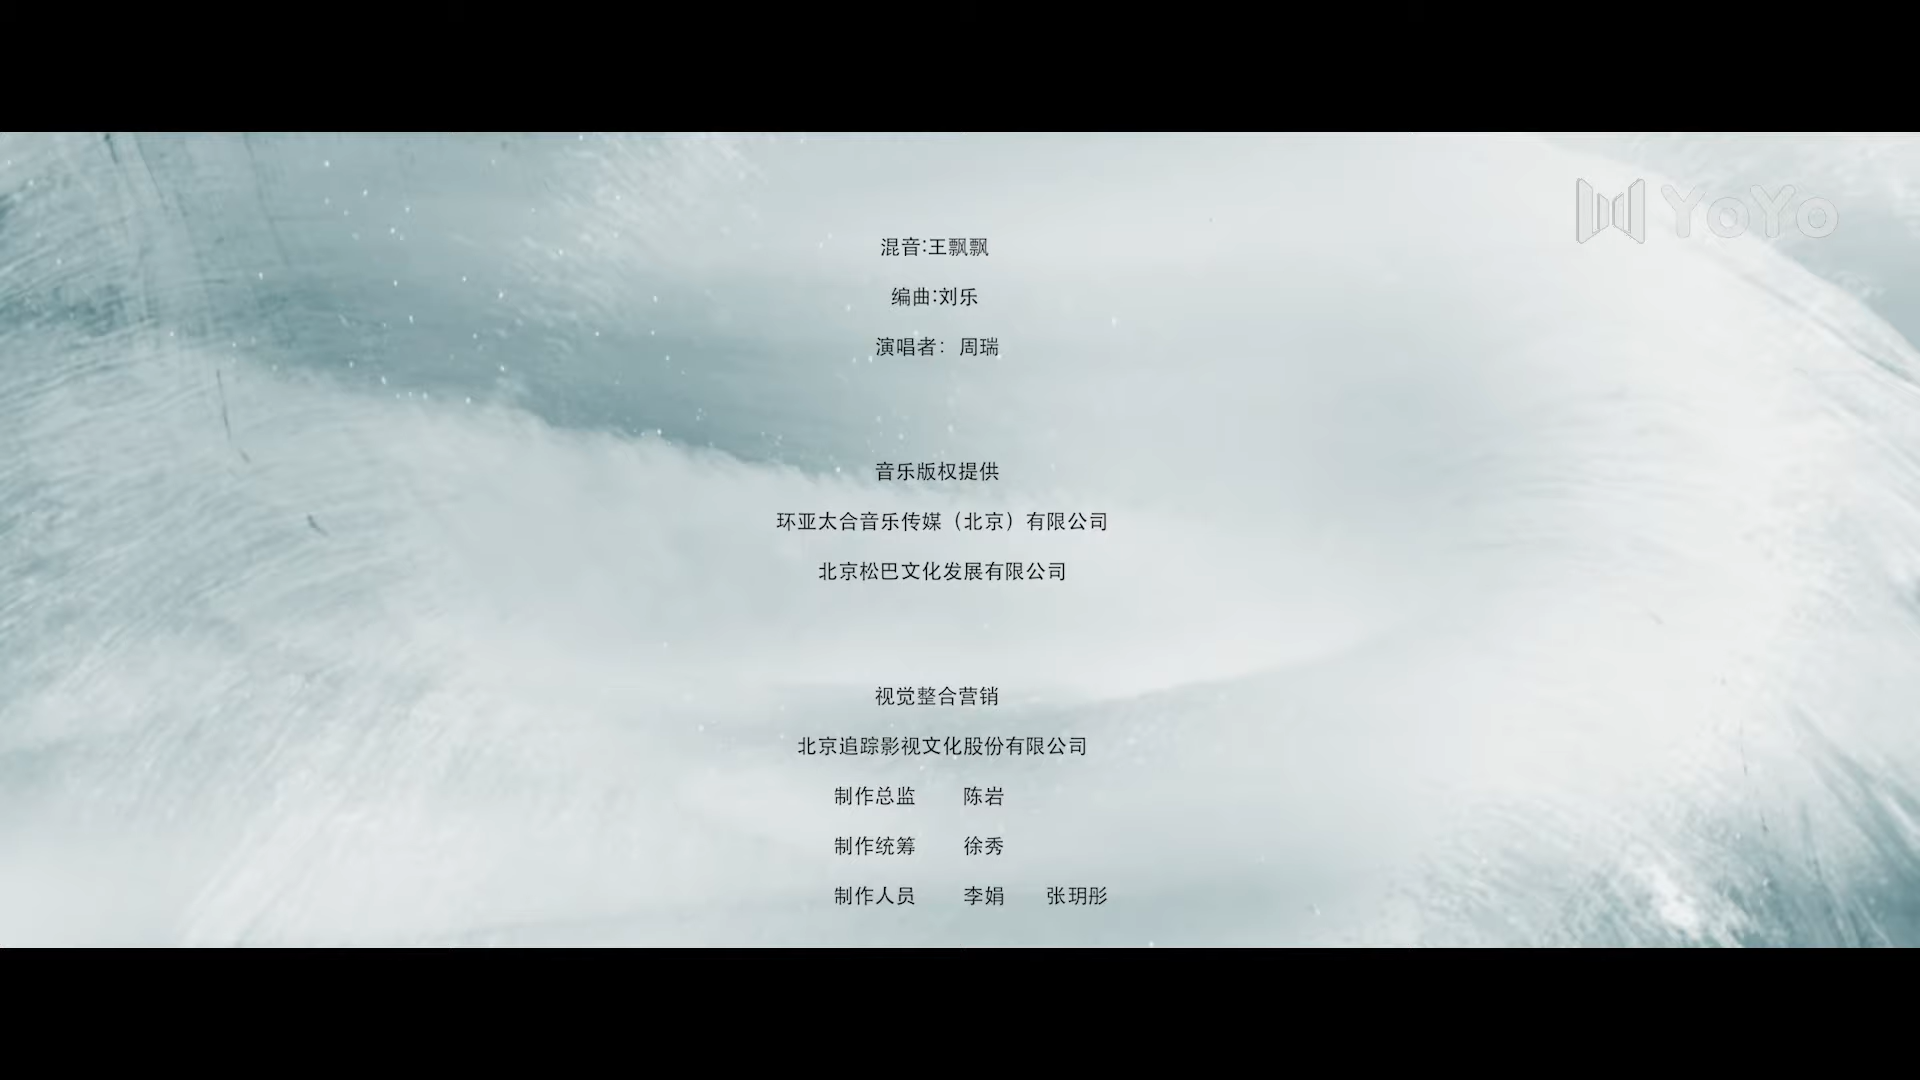 YoYo
混音:王飘飘
编曲:刘乐
演唱者：周瑞
音乐版权提供
环亚太合音乐传媒（北京）有限公司
北京松巴文化发展有限公司
视觉整合营销
北京追踪影视文化股份有限公司
制作总监 陈岩
制作统筹 徐秀
制作人员 李娟 张玥彤